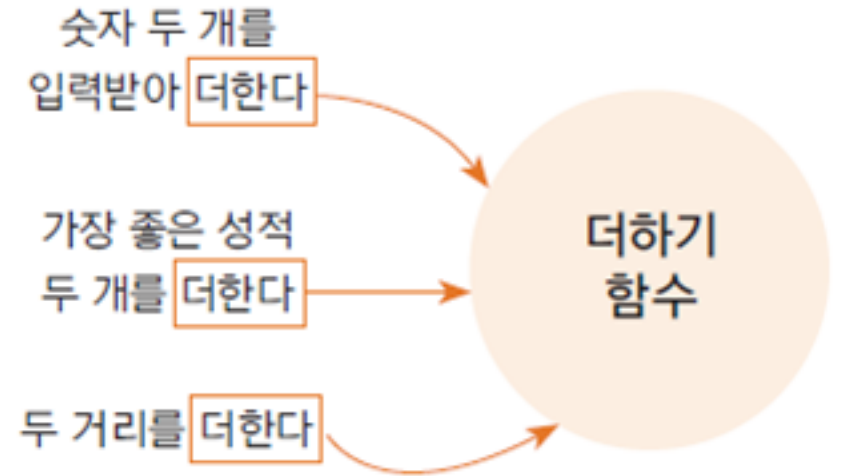 숫자 두 개를
입력받아 더한다
가장 좋은 성적
두 개를 더한다
두 거리를 더한다
더하기
함수